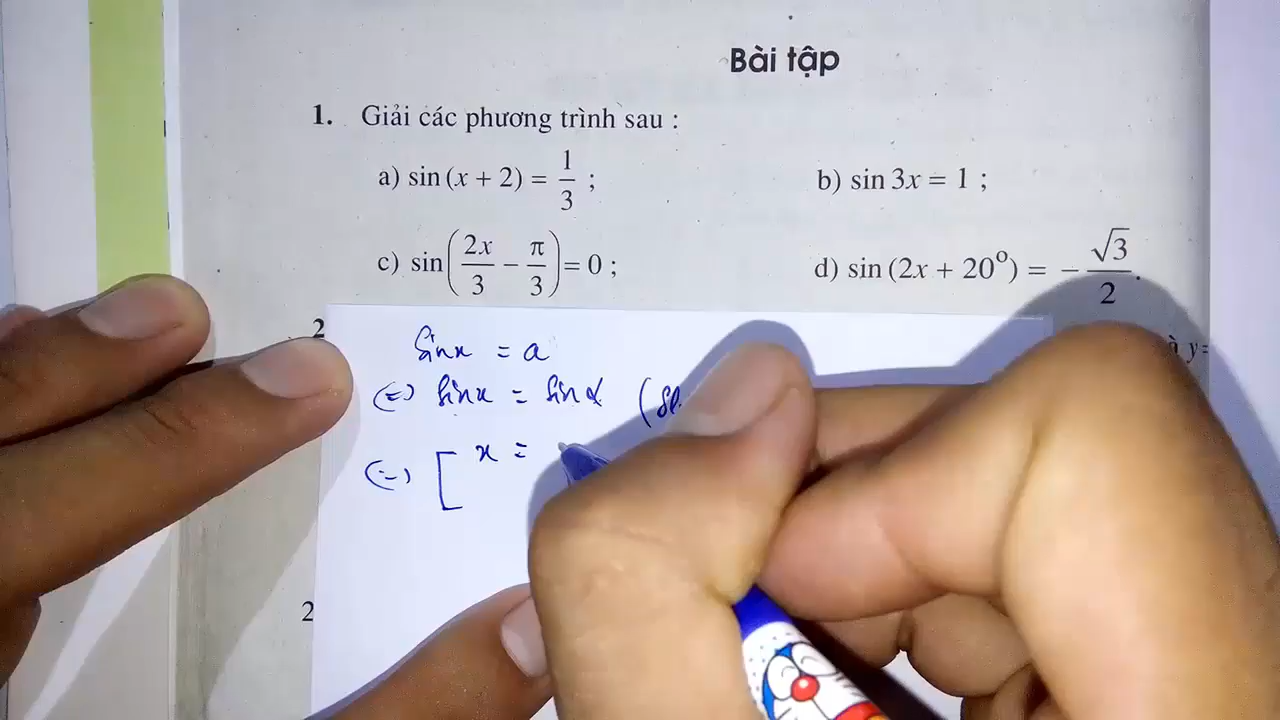 Bài tập
1. Giải các phương trình sau :
a) sin (x + 2) = 1/3 ;
b) sin 3x = 1 ;
c) sin(2x/3 − π/3) = 0 ;
d) sin (2x + 20°) = −√3/2 .
2
à y=
sinx = a
(=) sinx = sinα
(=) [ x =
2